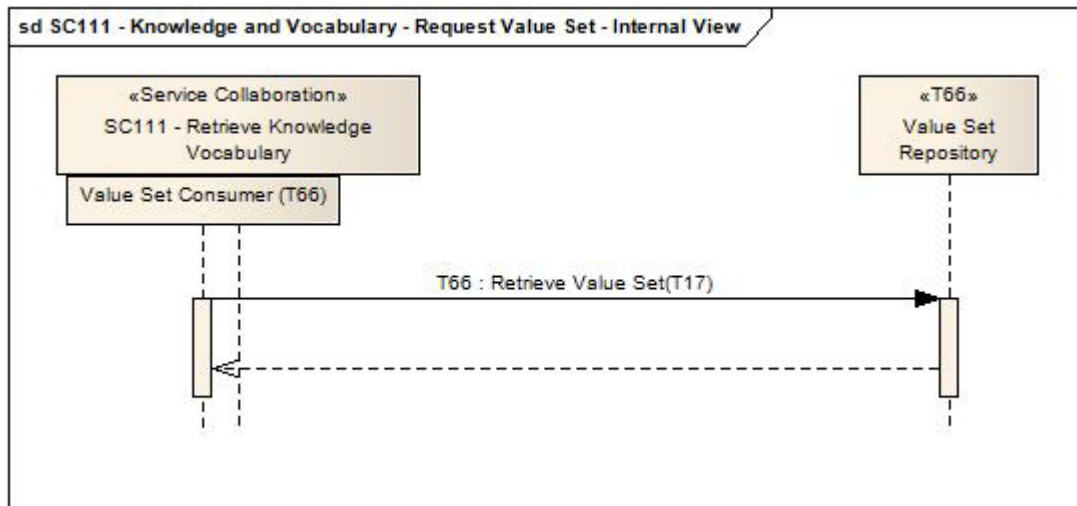 sd SC111 - Knowledge and Vocabulary - Request Value Set - Internal View
«Service Collaboration»
SC111 - Retrieve Knowledge
Vocabulary
«T66»
Value Set
Repository
Value Set Consumer (T66)
T66 : Retrieve Value Set(T17)